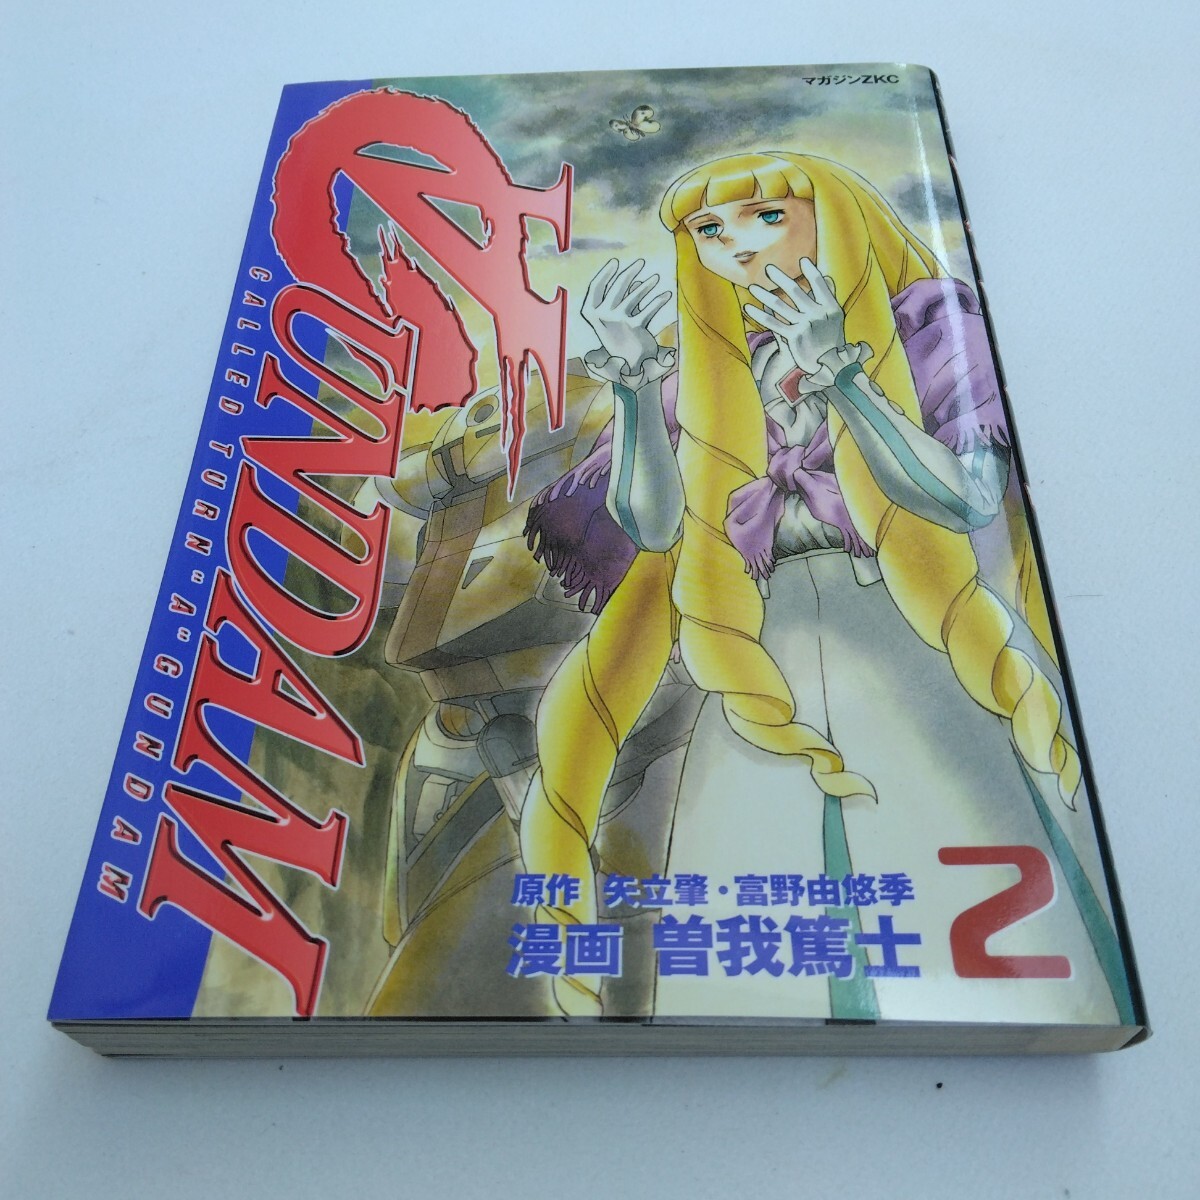 マガジンZKC
∀
GUNDAM
CALLED TURN "A" GUNDAM
原作 矢立肇・富野由悠季
漫画 曽我篤士
2